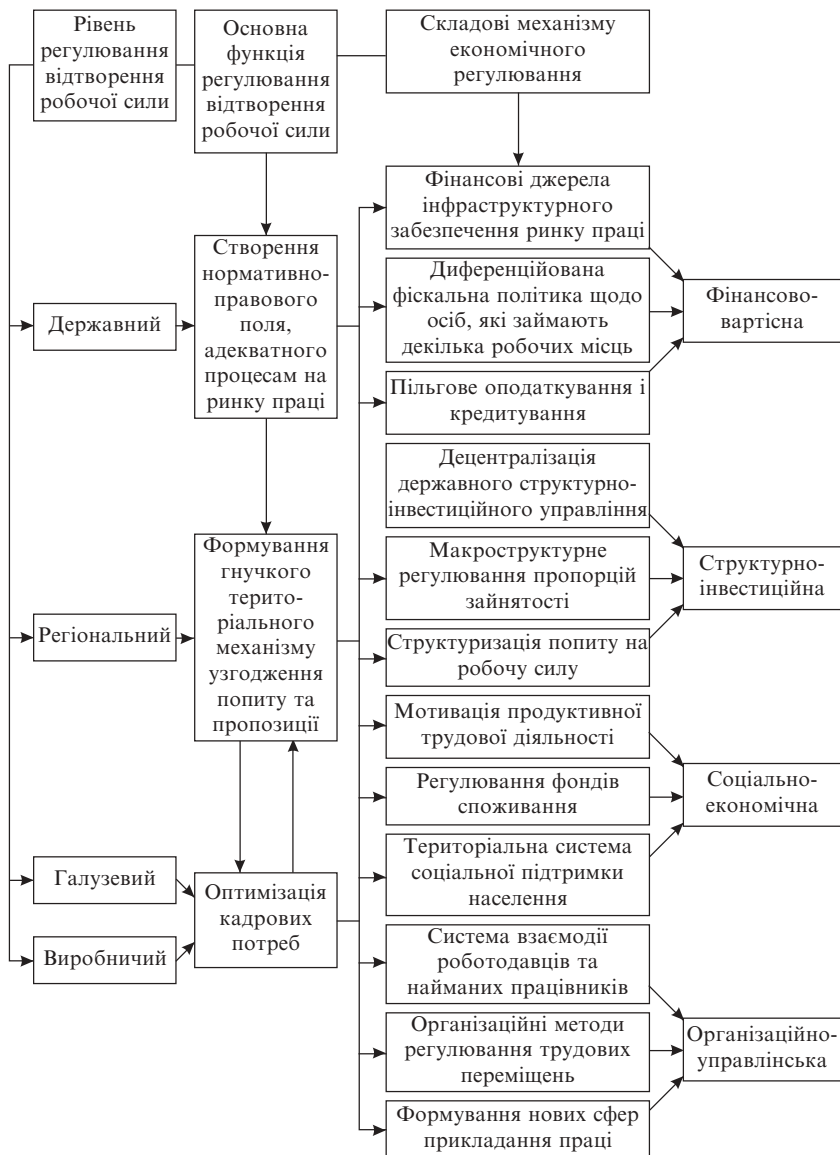 Рівень
регулювання
відтворення
робочої сили
Основна
функція
регулювання
відтворення
робочої сили
Складові механізму
економічного
регулювання
Фінансові джерела
інфраструктурного
забезпечення ринку праці
Створення
нормативно-
правового
поля,
адекватного
процесам на
ринку праці
Державний
Диференційована
фіскальна політика щодо
осіб, які займають
декілька робочих місць
Фінансово-
вартісна
Пільгове оподаткування і
кредитування
Децентралізація
державного структурно-
інвестиційного управління
Формування
гнучкого
терито-
ріального
механізму
узгодження
попиту та
пропозиції
Регіональний
Макроструктурне
регулювання пропорцій
зайнятості
Структурно-
інвестиційна
Структуризація попиту на
робочу силу
Мотивація продуктивної
трудової діяльності
Регулювання фондів
споживання
Соціально-
економічна
Територіальна система
соціальної підтримки
населення
Галузевий
Виробничий
Оптимізація
кадрових
потреб
Система взаємодії
роботодавців та
найманих працівників
Організаційні методи
регулювання трудових
переміщень
Організаційно-
управлінська
Формування нових сфер
прикладання праці